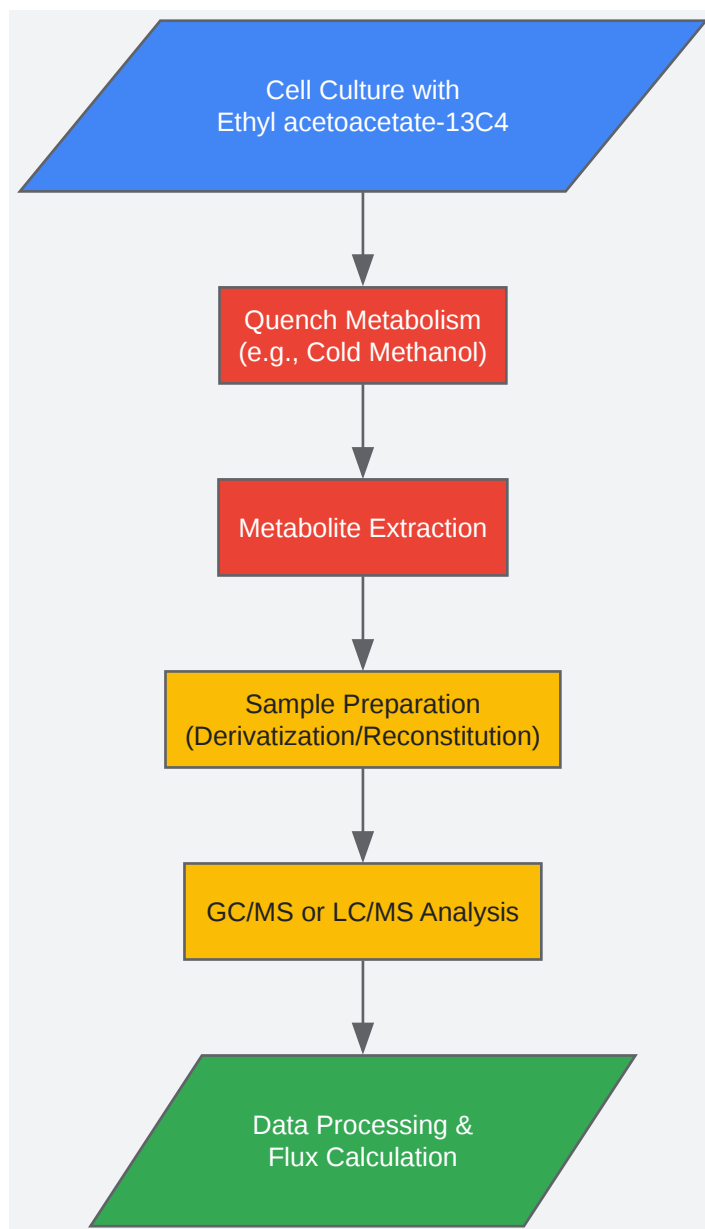 Cell Culture with
Ethyl acetoacetate-13C4
Quench Metabolism
(e.g., Cold Methanol)
Metabolite Extraction
Sample Preparation
(Derivatization/Reconstitution)
GC/MS or LC/MS Analysis
Data Processing &
Flux Calculation